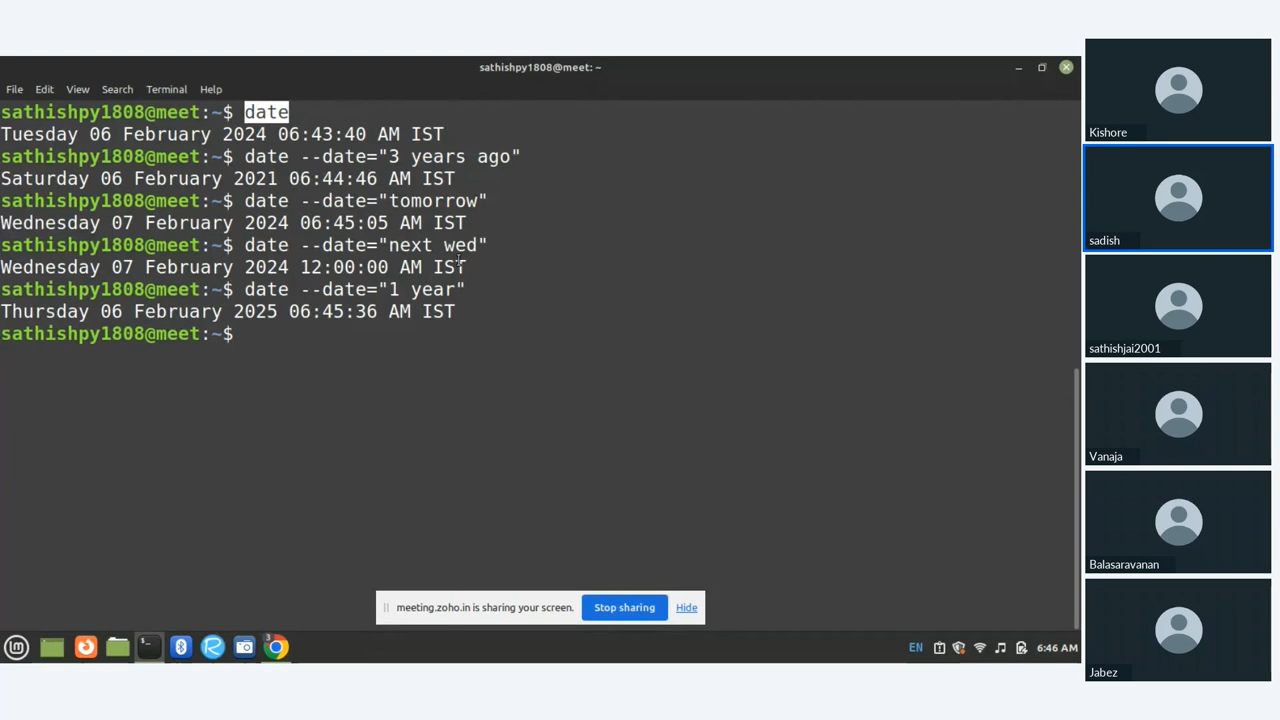 sathishpy1808@meet: ~
File Edit View Search Terminal Help
sathishpy1808@meet:~$ date
Tuesday 06 February 2024 06:43:40 AM IST
sathishpy1808@meet:~$ date --date="3 years ago"
Saturday 06 February 2021 06:44:46 AM IST
sathishpy1808@meet:~$ date --date="tomorrow"
Wednesday 07 February 2024 06:45:05 AM IST
sathishpy1808@meet:~$ date --date="next wed"
Wednesday 07 February 2024 12:00:00 AM IST
sathishpy1808@meet:~$ date --date="1 year"
Thursday 06 February 2025 06:45:36 AM IST
sathishpy1808@meet:~$
meeting.zoho.in is sharing your screen. Stop sharing Hide
3
EN 6:46 AM
Kishore
sadish
sathishjai2001
Vanaja
Balasaravanan
Jabez